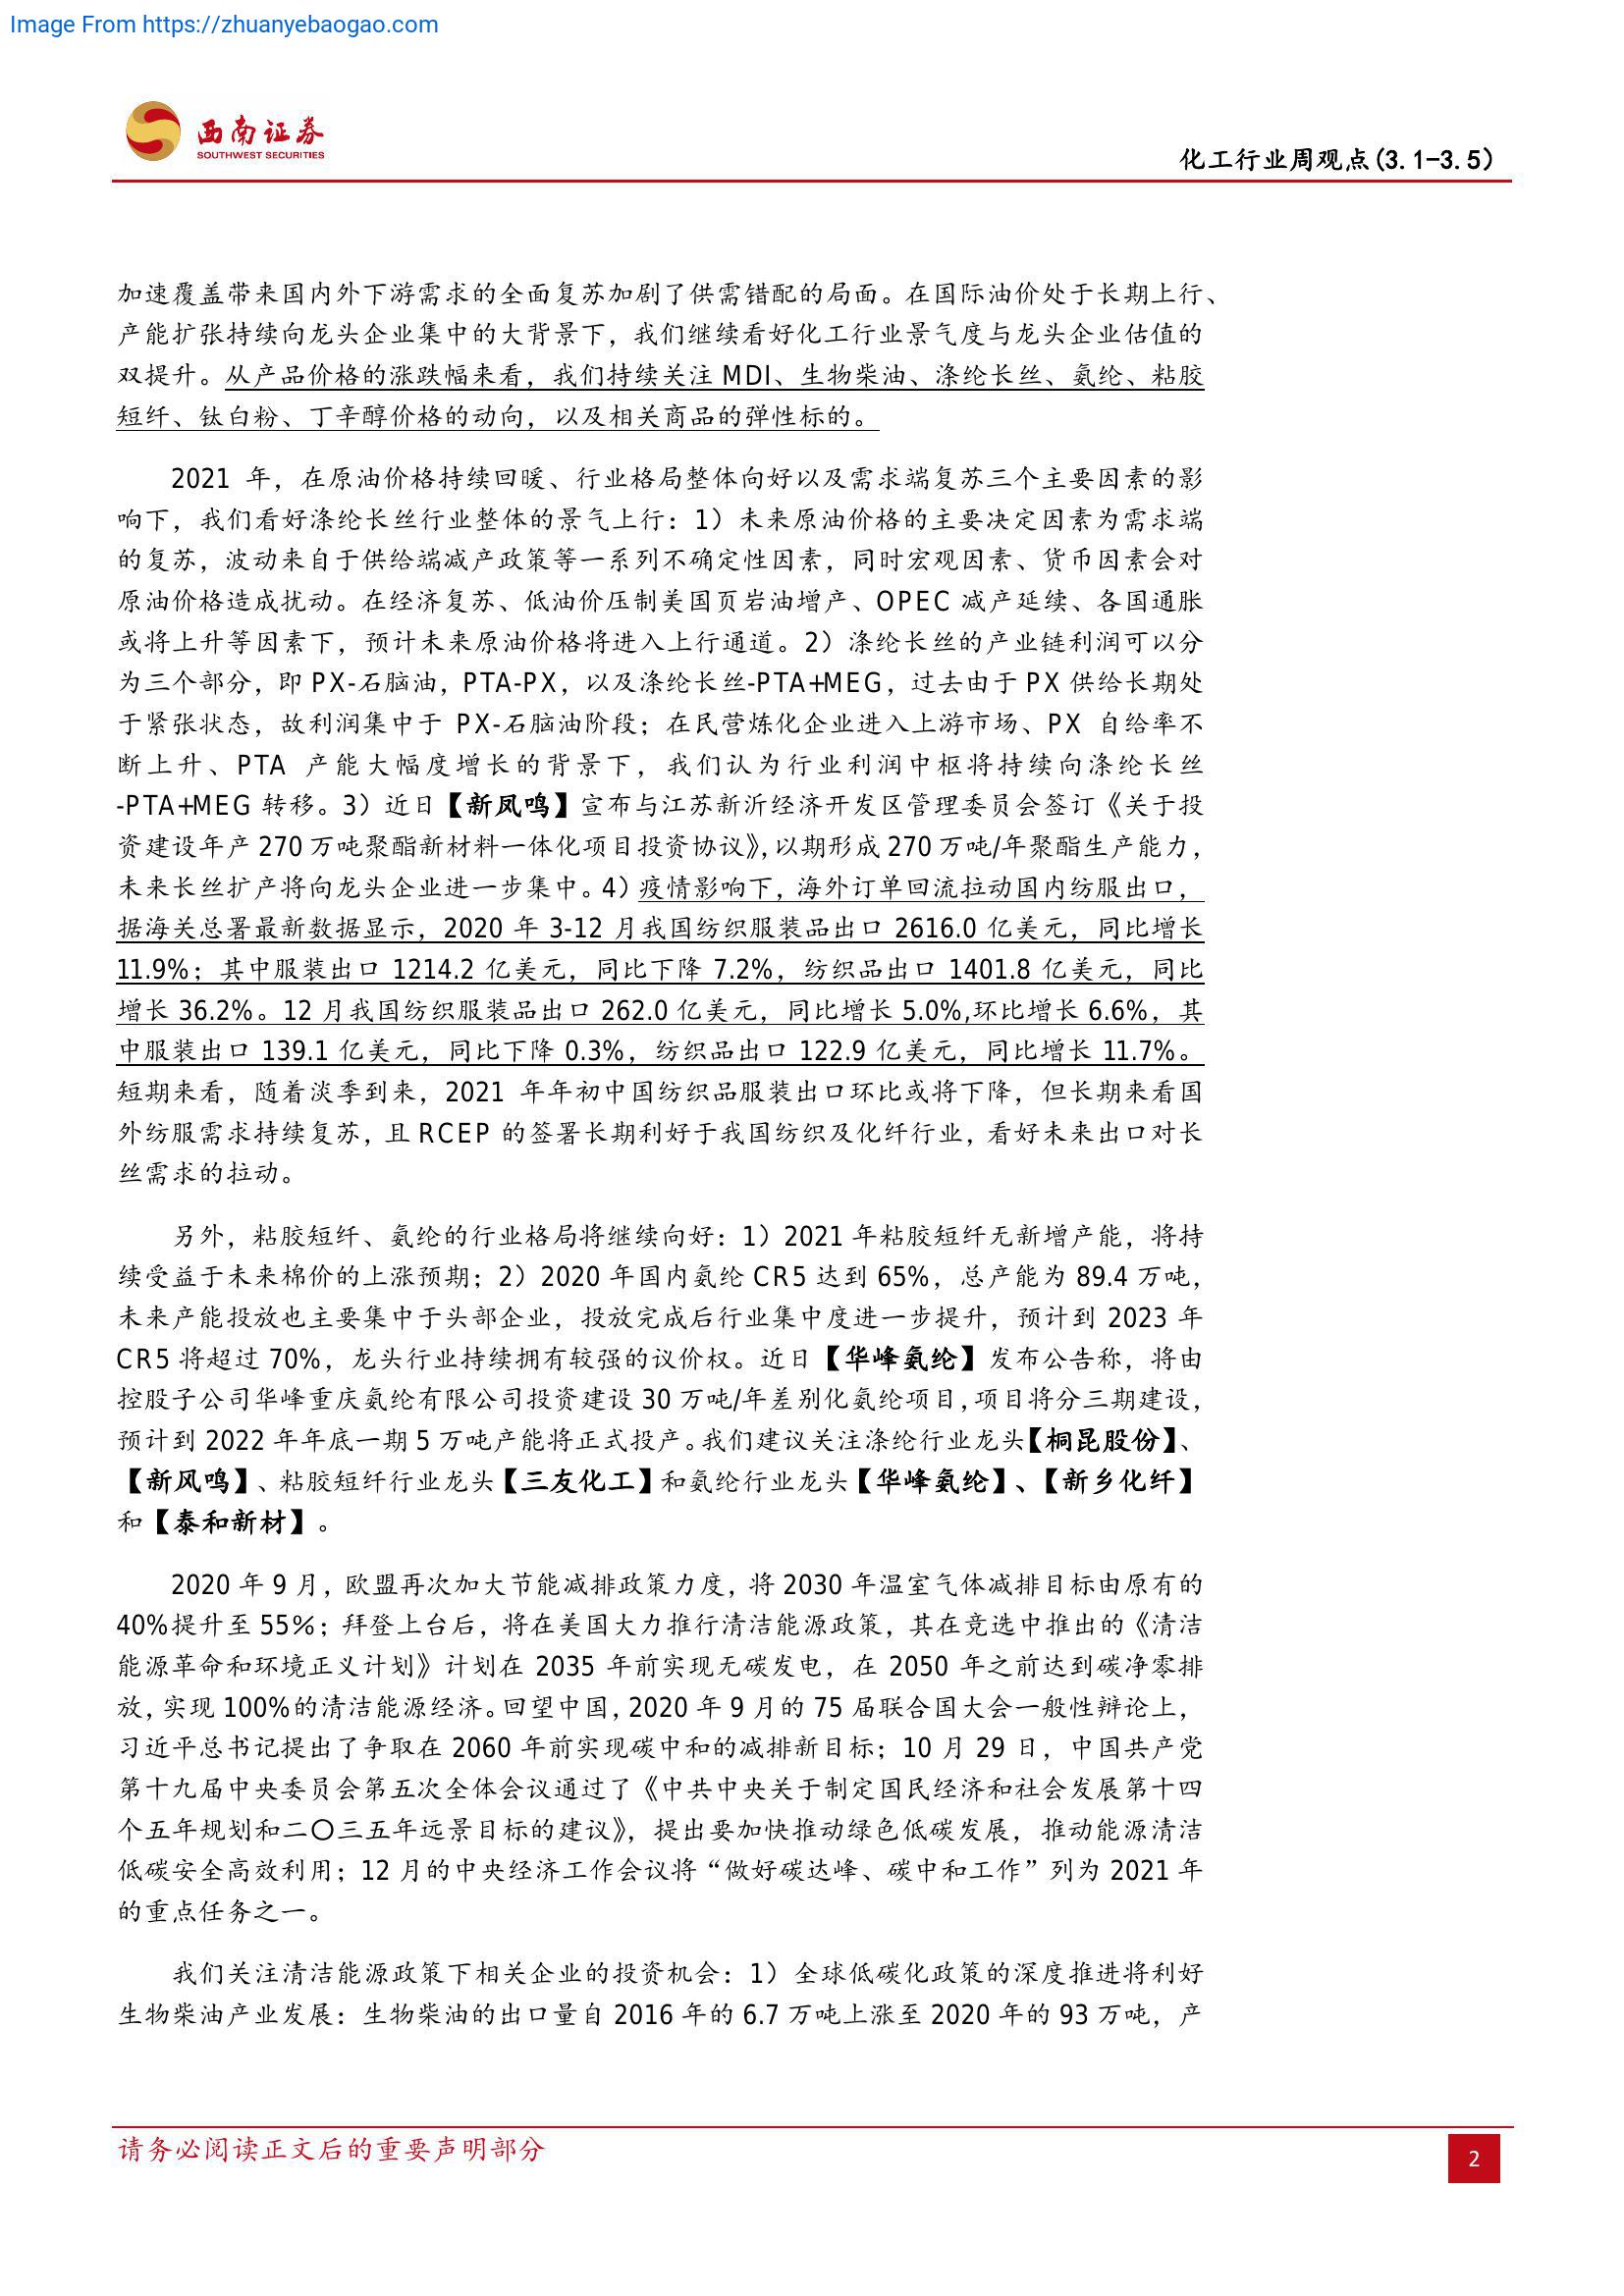 Image From https://zhuanyebaogao.com
西南证券
SOUTHWEST SECURITIES
化工行业周观点(3.1-3.5)
加速覆盖带来国内外下游需求的全面复苏加剧了供需错配的局面。在国际油价处于长期上行、
产能扩张持续向龙头企业集中的大背景下，我们继续看好化工行业景气度与龙头企业估值的
双提升。从产品价格的涨跌幅来看，我们持续关注 MDI、生物柴油、涤纶长丝、氨纶、粘胶
短纤、钛白粉、丁辛醇价格的动向，以及相关商品的弹性标的。
2021 年，在原油价格持续回暖、行业格局整体向好以及需求端复苏三个主要因素的影
响下，我们看好涤纶长丝行业整体的景气上行：1）未来原油价格的主要决定因素为需求端
的复苏，波动来自于供给端减产政策等一系列不确定性因素，同时宏观因素、货币因素会对
原油价格造成扰动。在经济复苏、低油价压制美国页岩油增产、OPEC 减产延续、各国通胀
或将上升等因素下，预计未来原油价格将进入上行通道。2）涤纶长丝的产业链利润可以分
为三个部分，即 PX-石脑油，PTA-PX，以及涤纶长丝-PTA+MEG，过去由于 PX 供给长期处
于紧张状态，故利润集中于 PX-石脑油阶段；在民营炼化企业进入上游市场、PX 自给率不
断上升、PTA 产能大幅度增长的背景下，我们认为行业利润中枢将持续向涤纶长丝
-PTA+MEG 转移。3）近日【新凤鸣】宣布与江苏新沂经济开发区管理委员会签订《关于投
资建设年产 270 万吨聚酯新材料一体化项目投资协议》，以期形成 270 万吨/年聚酯生产能力，
未来长丝扩产将向龙头企业进一步集中。4）疫情影响下，海外订单回流拉动国内纺服出口，
据海关总署最新数据显示，2020 年 3-12 月我国纺织服装品出口 2616.0 亿美元，同比增长
11.9%；其中服装出口 1214.2 亿美元，同比下降 7.2%，纺织品出口 1401.8 亿美元，同比
增长 36.2%。12 月我国纺织服装品出口 262.0 亿美元，同比增长 5.0%,环比增长 6.6%，其
中服装出口 139.1 亿美元，同比下降 0.3%，纺织品出口 122.9 亿美元，同比增长 11.7%。
短期来看，随着淡季到来，2021 年年初中国纺织品服装出口环比或将下降，但长期来看国
外纺服需求持续复苏，且 RCEP 的签署长期利好于我国纺织及化纤行业，看好未来出口对长
丝需求的拉动。
另外，粘胶短纤、氨纶的行业格局将继续向好：1）2021 年粘胶短纤无新增产能，将持
续受益于未来棉价的上涨预期；2）2020 年国内氨纶 CR5 达到 65%，总产能为 89.4 万吨，
未来产能投放也主要集中于头部企业，投放完成后行业集中度进一步提升，预计到 2023 年
CR5 将超过 70%，龙头行业持续拥有较强的议价权。近日【华峰氨纶】发布公告称，将由
控股子公司华峰重庆氨纶有限公司投资建设 30 万吨/年差别化氨纶项目，项目将分三期建设，
预计到 2022 年年底一期 5 万吨产能将正式投产。我们建议关注涤纶行业龙头【桐昆股份】、
【新风鸣】、粘胶短纤行业龙头【三友化工】和氨纶行业龙头【华峰氨纶】、【新乡化纤】
和【泰和新材】。
2020 年 9 月，欧盟再次加大节能减排政策力度，将 2030 年温室气体减排目标由原有的
40%提升至 55%；拜登上台后，将在美国大力推行清洁能源政策，其在竞选中推出的《清洁
能源革命和环境正义计划》计划在 2035 年前实现无碳发电，在 2050 年之前达到碳净零排
放，实现 100%的清洁能源经济。回望中国，2020 年 9 月的 75 届联合国大会一般性辩论上，
习近平总书记提出了争取在 2060 年前实现碳中和的减排新目标；10 月 29 日，中国共产党
第十九届中央委员会第五次全体会议通过了《中共中央关于制定国民经济和社会发展第十四
个五年规划和二〇三五年远景目标的建议》，提出要加快推动绿色低碳发展，推动能源清洁
低碳安全高效利用；12 月的中央经济工作会议将“做好碳达峰、碳中和工作”列为 2021 年
的重点任务之一。
我们关注清洁能源政策下相关企业的投资机会：1）全球低碳化政策的深度推进将利好
生物柴油产业发展：生物柴油的出口量自 2016 年的 6.7 万吨上涨至 2020 年的 93 万吨，产
请务必阅读正文后的重要声明部分
2